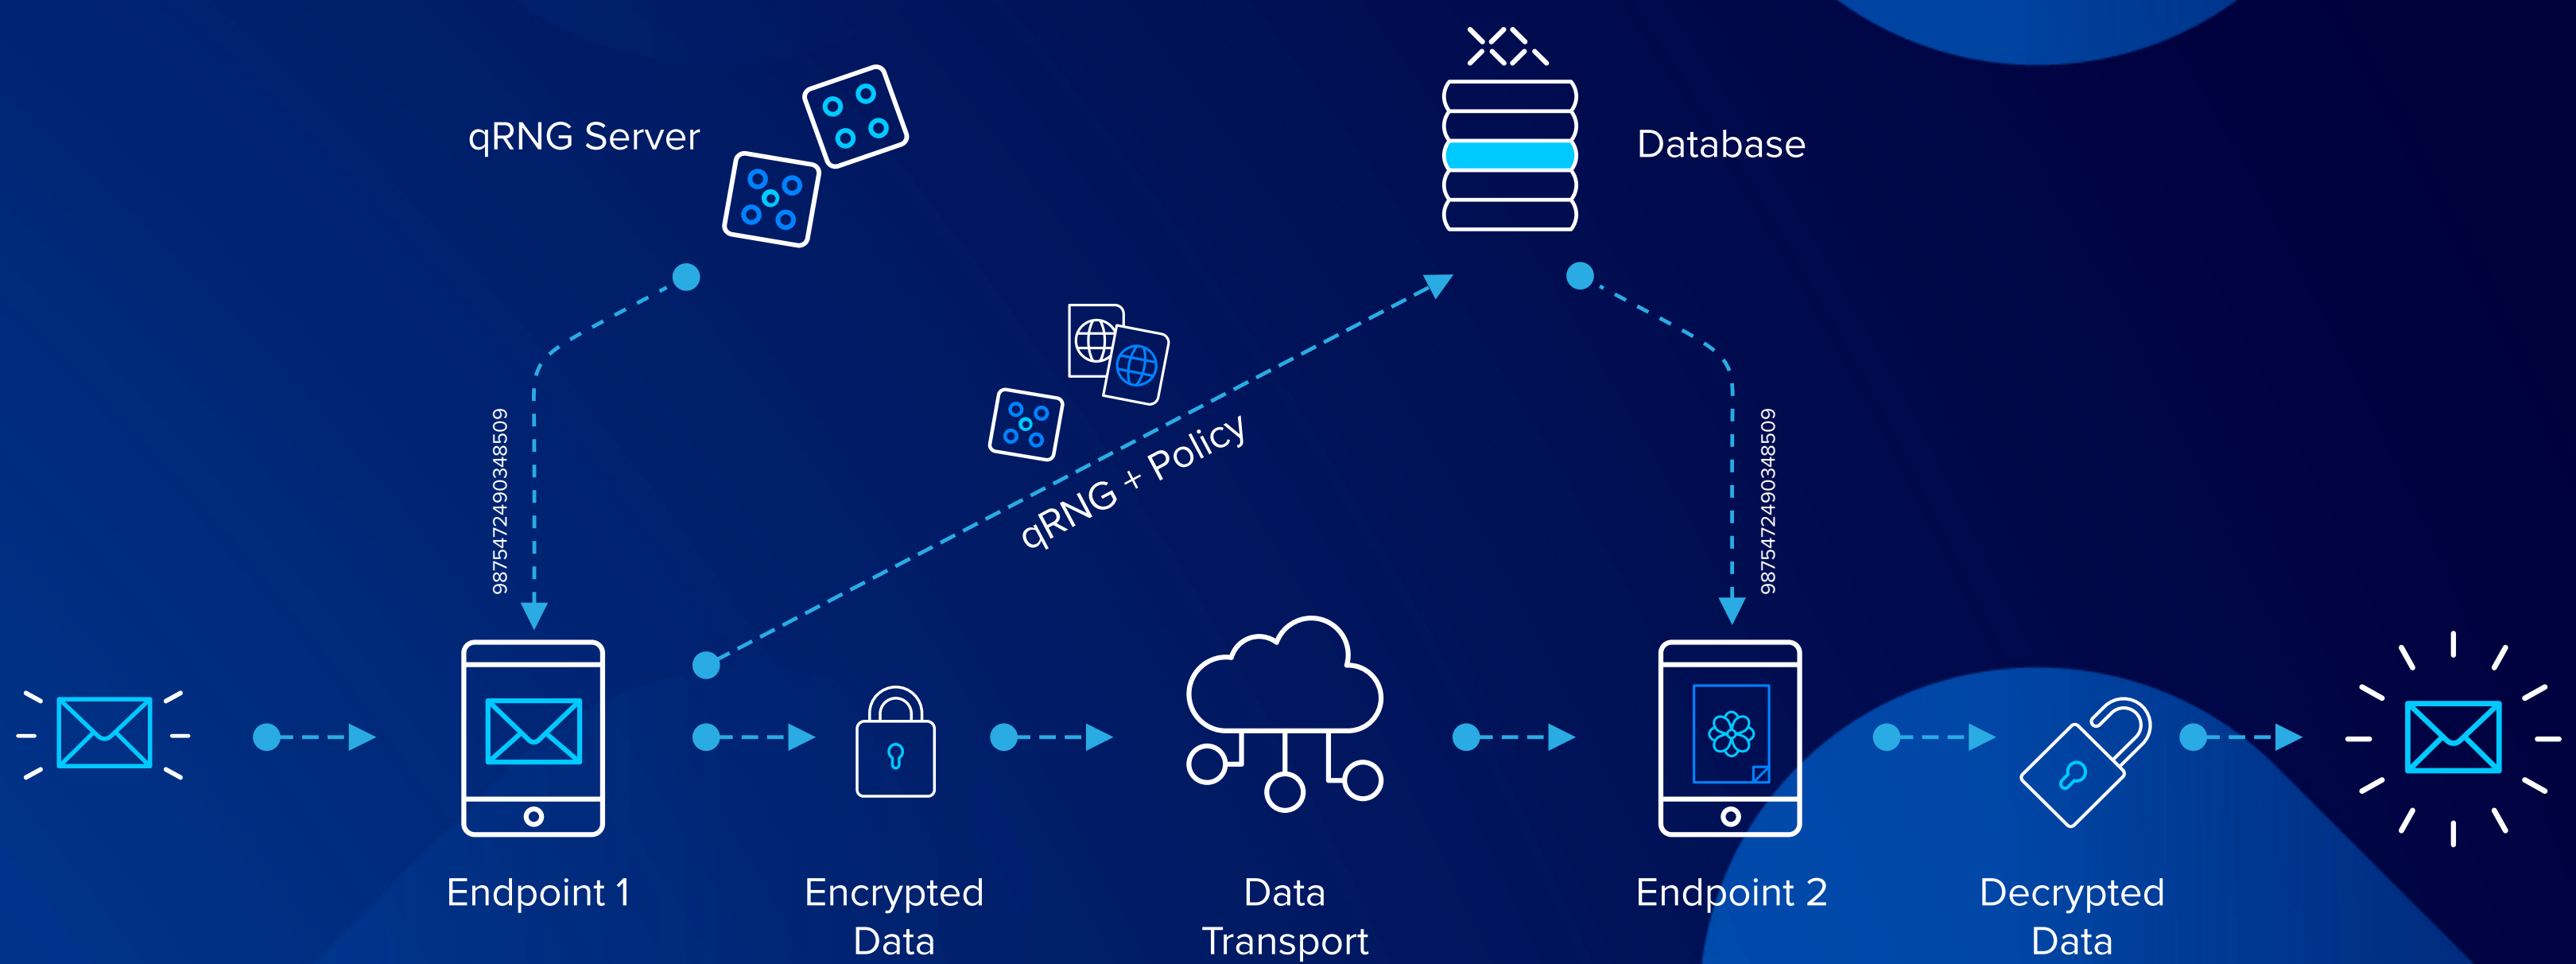 qRNG Server
Database
9875472490348509
9875472490348509
qRNG + Policy
Endpoint 1
Encrypted
Data
Data
Transport
Endpoint 2
Decrypted
Data